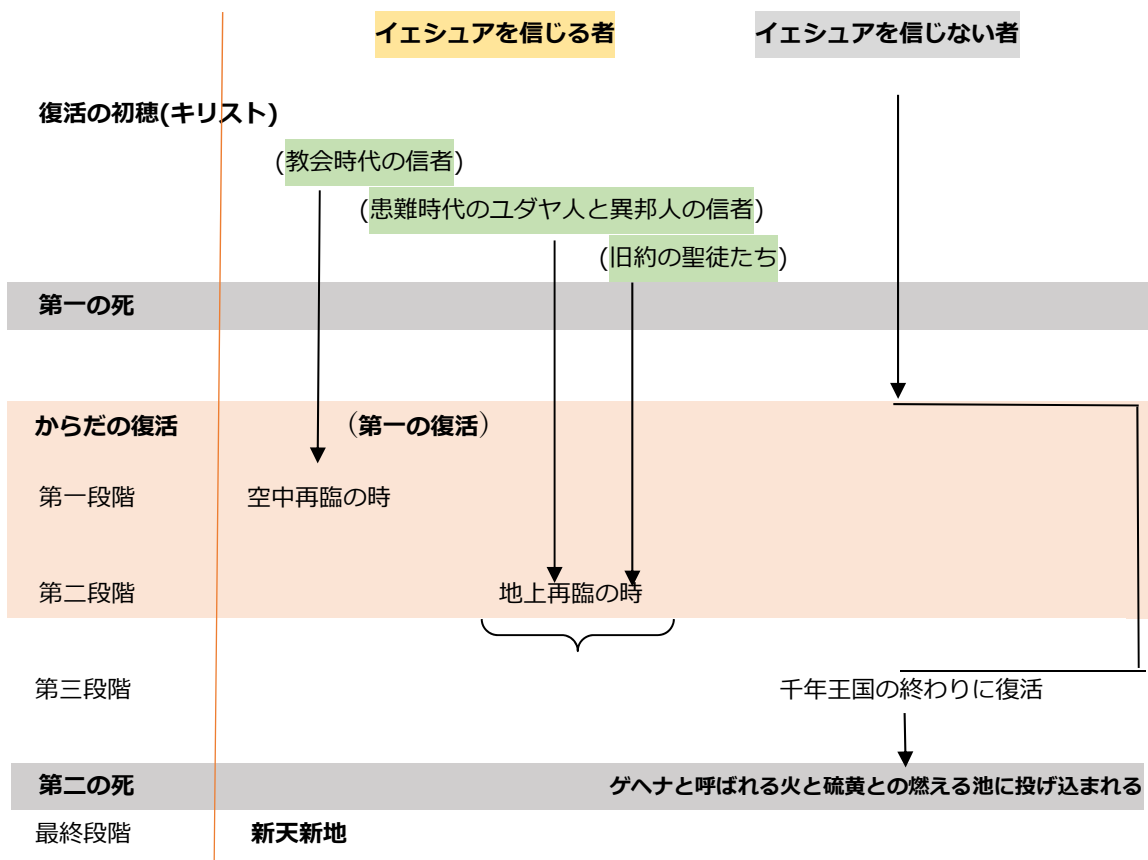 イェシュアを信じる者 イェシュアを信じない者
復活の初穂(キリスト)
(教会時代の信者)
(患難時代のユダヤ人と異邦人の信者)
(旧約の聖徒たち)
第一の死
からだの復活 (第一の復活)
第一段階 空中再臨の時
第二段階 地上再臨の時
第三段階 千年王国の終わりに復活
第二の死 ゲヘナと呼ばれる火と硫黄との燃える池に投げ込まれる
最終段階 新天新地